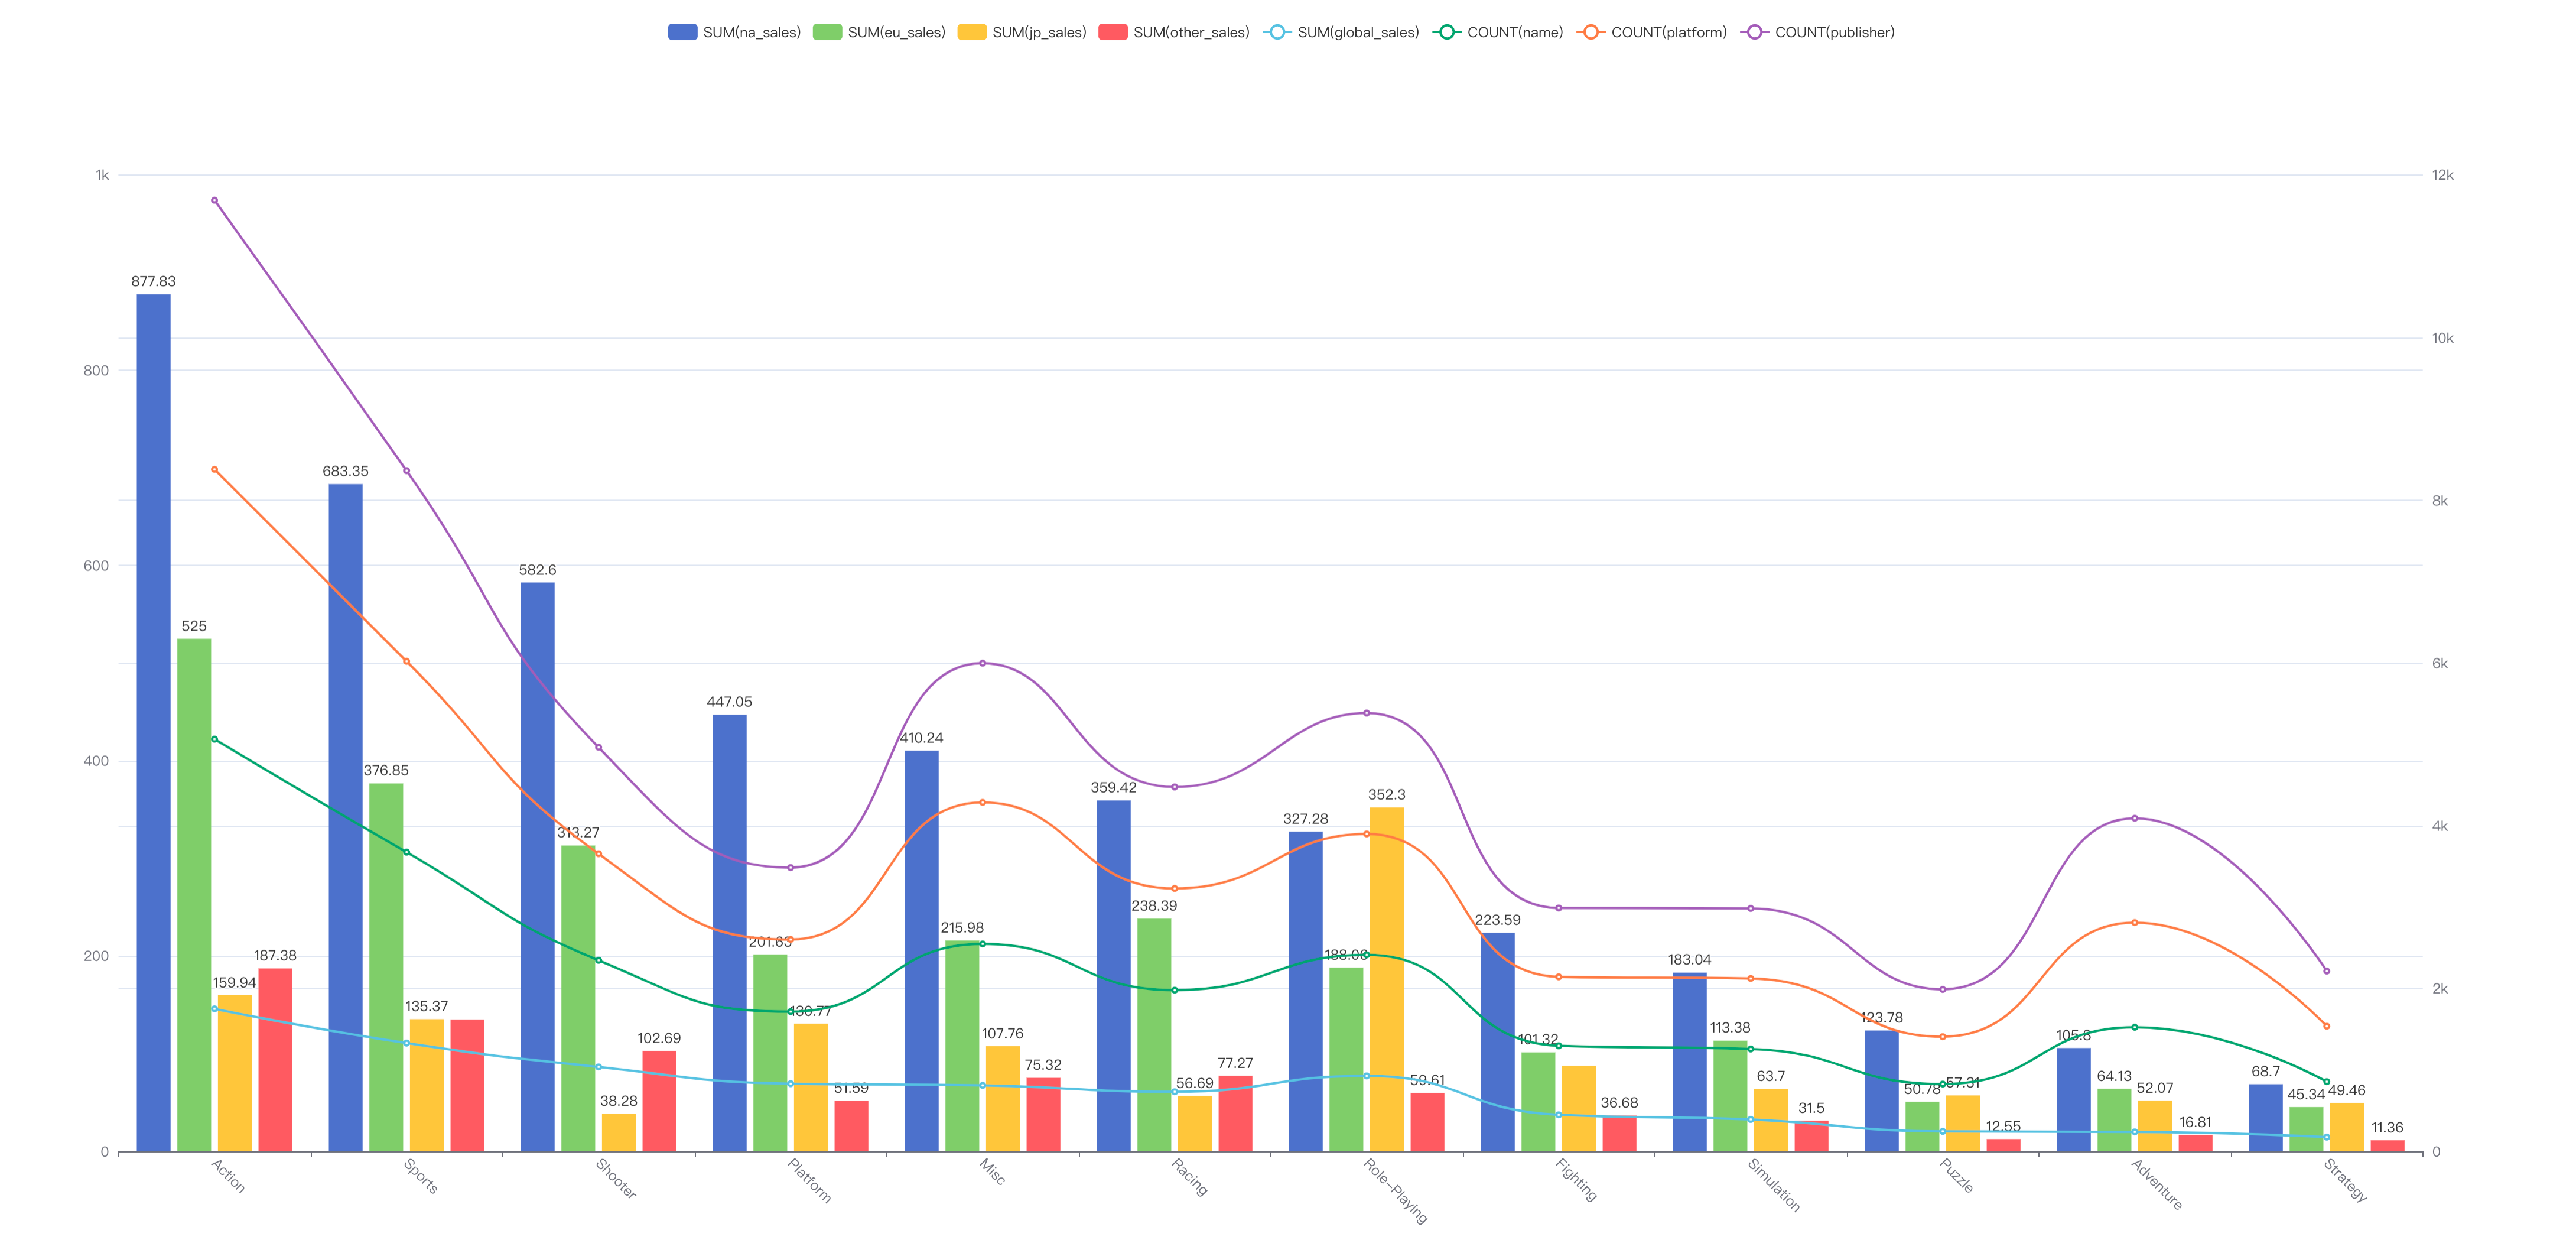 SUM(na_sales) SUM(eu_sales) SUM(jp_sales) SUM(other_sales) SUM(global_sales) COUNT(name) COUNT(platform) COUNT(publisher)
1k 12k
10k
800
8k
600
6k
400
4k
200
2k
0 0
877.83 525 159.94 187.38
683.35 376.85 135.37
582.6 313.27 38.28 102.69
447.05 201.63 130.77 51.59
410.24 215.98 107.76 75.32
359.42 238.39 56.69 77.27
327.28 188.06 352.3 59.61
223.59 101.32 36.68
183.04 113.38 63.7 31.5
123.78 50.78 57.31 12.55
105.8 64.13 52.07 16.81
68.7 45.34 49.46 11.36
Action Sports Shooter Platform Misc Racing Role-Playing Fighting Simulation Puzzle Adventure Strategy